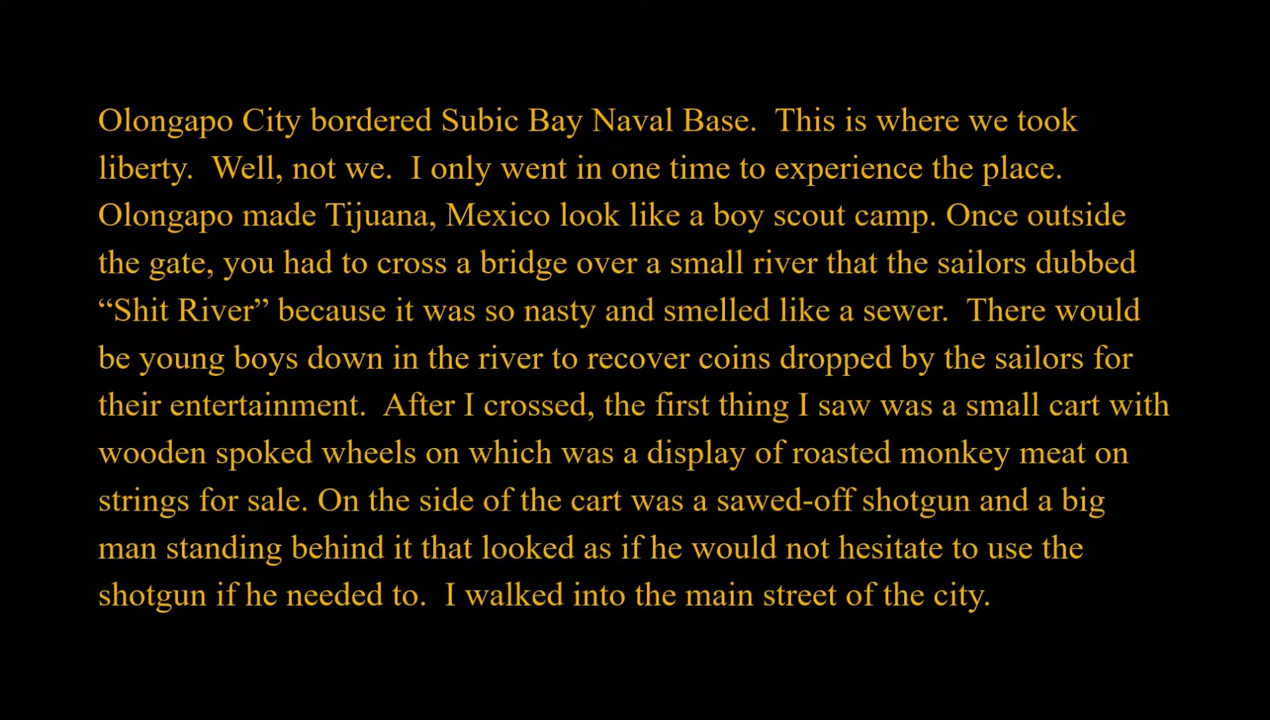 Olongapo City bordered Subic Bay Naval Base.  This is where we took
liberty.  Well, not we.  I only went in one time to experience the place.
Olongapo made Tijuana, Mexico look like a boy scout camp. Once outside
the gate, you had to cross a bridge over a small river that the sailors dubbed
“Shit River” because it was so nasty and smelled like a sewer.  There would
be young boys down in the river to recover coins dropped by the sailors for
their entertainment.  After I crossed, the first thing I saw was a small cart with
wooden spoked wheels on which was a display of roasted monkey meat on
strings for sale. On the side of the cart was a sawed-off shotgun and a big
man standing behind it that looked as if he would not hesitate to use the
shotgun if he needed to.  I walked into the main street of the city.